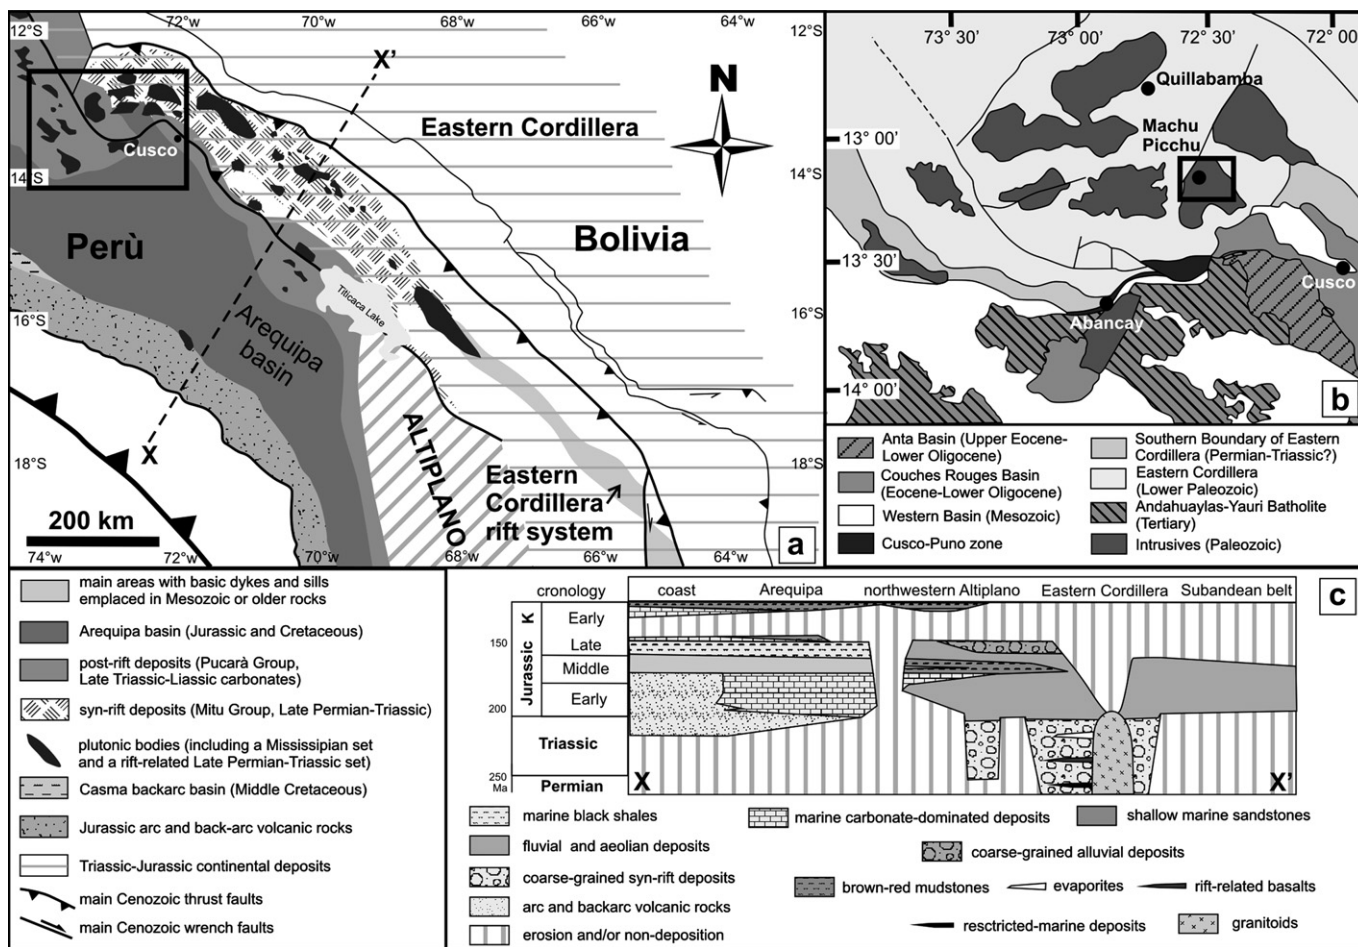 12°S
72°w
70°w
68°w
66°w
64°w
12°S
X'
N
Eastern Cordillera
Cusco
14°S
14°S
Perù
Bolivia
Titicaca Lake
16°S
16°S
Arequipa
basin
X
ALTIPLANO
18°S
18°S
Eastern
Cordillera
rift system
200 km
74°w
72°w
70°w
68°w
66°w
64°w
a
73° 30'
73° 00'
72° 30'
72° 00'
Quillabamba
Machu
Picchu
13° 00'
13° 30'
Cusco
Abancay
14° 00'
b
Anta Basin (Upper Eocene-
Lower Oligocene)
Couches Rouges Basin
(Eocene-Lower Oligocene)
Western Basin (Mesozoic)
Cusco-Puno zone
Southern Boundary of Eastern
Cordillera (Permian-Triassic?)
Eastern Cordillera
(Lower Paleozoic)
Andahuaylas-Yauri Batholite
(Tertiary)
Intrusives (Paleozoic)
main areas with basic dykes and sills
emplaced in Mesozoic or older rocks
Arequipa basin (Jurassic and Cretaceous)
post-rift deposits (Pucarà Group,
Late Triassic-Liassic carbonates)
syn-rift deposits (Mitu Group, Late Permian-Triassic)
plutonic bodies (including a Missisipian set
and a rift-related Late Permian-Triassic set)
Casma backarc basin (Middle Cretaceous)
Jurassic arc and back-arc volcanic rocks
Triassic-Jurassic continental deposits
main Cenozoic thrust faults
main Cenozoic wrench faults
cronology
coast
Arequipa
northwestern Altiplano
Eastern Cordillera
Subandean belt
c
K
Early
150
Late
Jurassic
Middle
Early
200
Triassic
250
Ma
Permian
X
X'
marine black shales
marine carbonate-dominated deposits
shallow marine sandstones
fluvial and aeolian deposits
coarse-grained alluvial deposits
coarse-grained syn-rift deposits
brown-red mudstones
evaporites
rift-related basalts
arc and backarc volcanic rocks
resctricted-marine deposits
granitoids
erosion and/or non-deposition